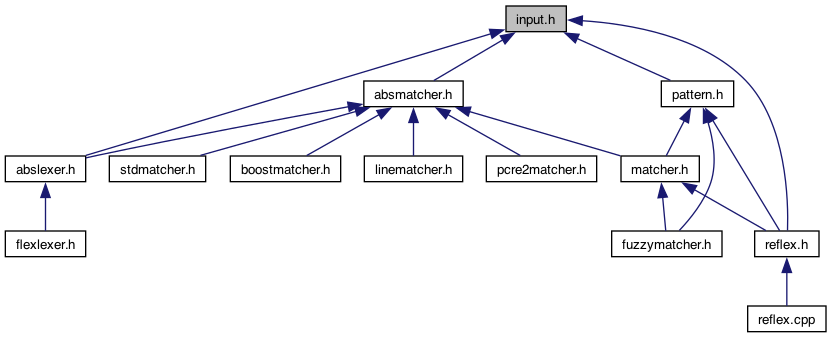 input.h
absmatcher.h
pattern.h
abslexer.h
stdmatcher.h
boostmatcher.h
linematcher.h
pcre2matcher.h
matcher.h
flexlexer.h
fuzzymatcher.h
reflex.h
reflex.cpp